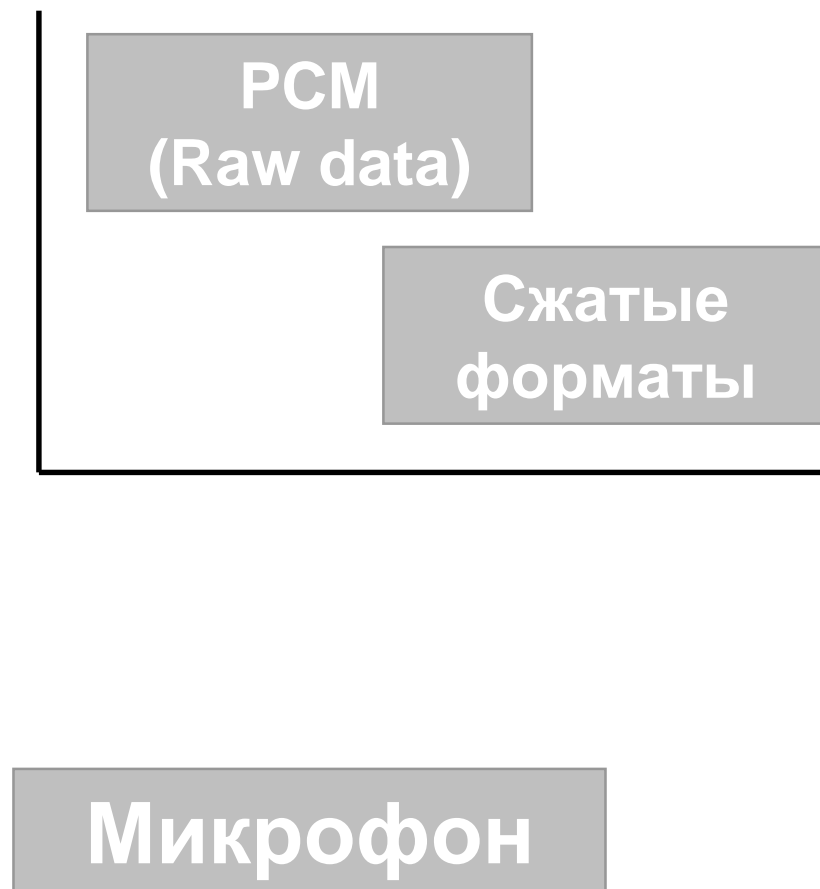 PCM
(Raw data)
Сжатые
форматы
Микрофон